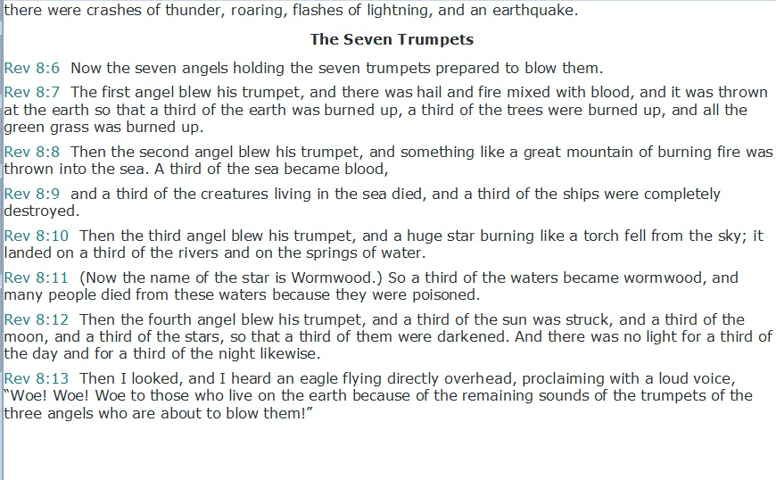 there were crashes of thunder, roaring, flashes of lightning, and an earthquake.
The Seven Trumpets
Rev 8:6 Now the seven angels holding the seven trumpets prepared to blow them.
Rev 8:7 The first angel blew his trumpet, and there was hail and fire mixed with blood, and it was thrown
at the earth so that a third of the earth was burned up, a third of the trees were burned up, and all the
green grass was burned up.
Rev 8:8 Then the second angel blew his trumpet, and something like a great mountain of burning fire was
thrown into the sea. A third of the sea became blood,
Rev 8:9 and a third of the creatures living in the sea died, and a third of the ships were completely
destroyed.
Rev 8:10 Then the third angel blew his trumpet, and a huge star burning like a torch fell from the sky; it
landed on a third of the rivers and on the springs of water.
Rev 8:11 (Now the name of the star is Wormwood.) So a third of the waters became wormwood, and
many people died from these waters because they were poisoned.
Rev 8:12 Then the fourth angel blew his trumpet, and a third of the sun was struck, and a third of the
moon, and a third of the stars, so that a third of them were darkened. And there was no light for a third of
the day and for a third of the night likewise.
Rev 8:13 Then I looked, and I heard an eagle flying directly overhead, proclaiming with a loud voice,
“Woe! Woe! Woe to those who live on the earth because of the remaining sounds of the trumpets of the
three angels who are about to blow them!”